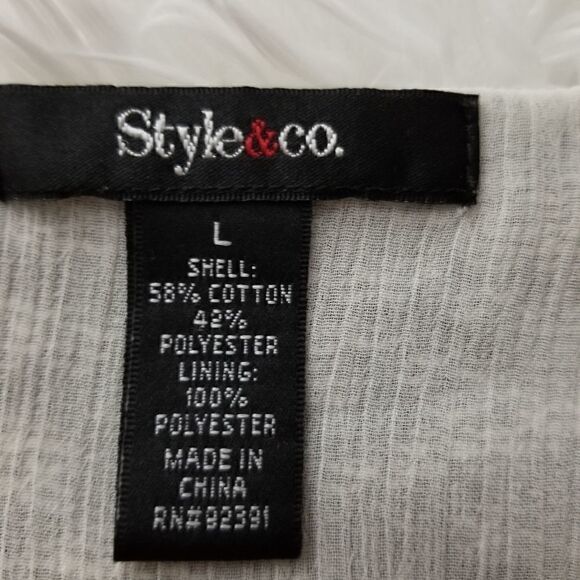 Style&co.
L
SHELL:
58% COTTON
42%
POLYESTER
LINING:
100%
POLYESTER
MADE IN
CHINA
RN#92391